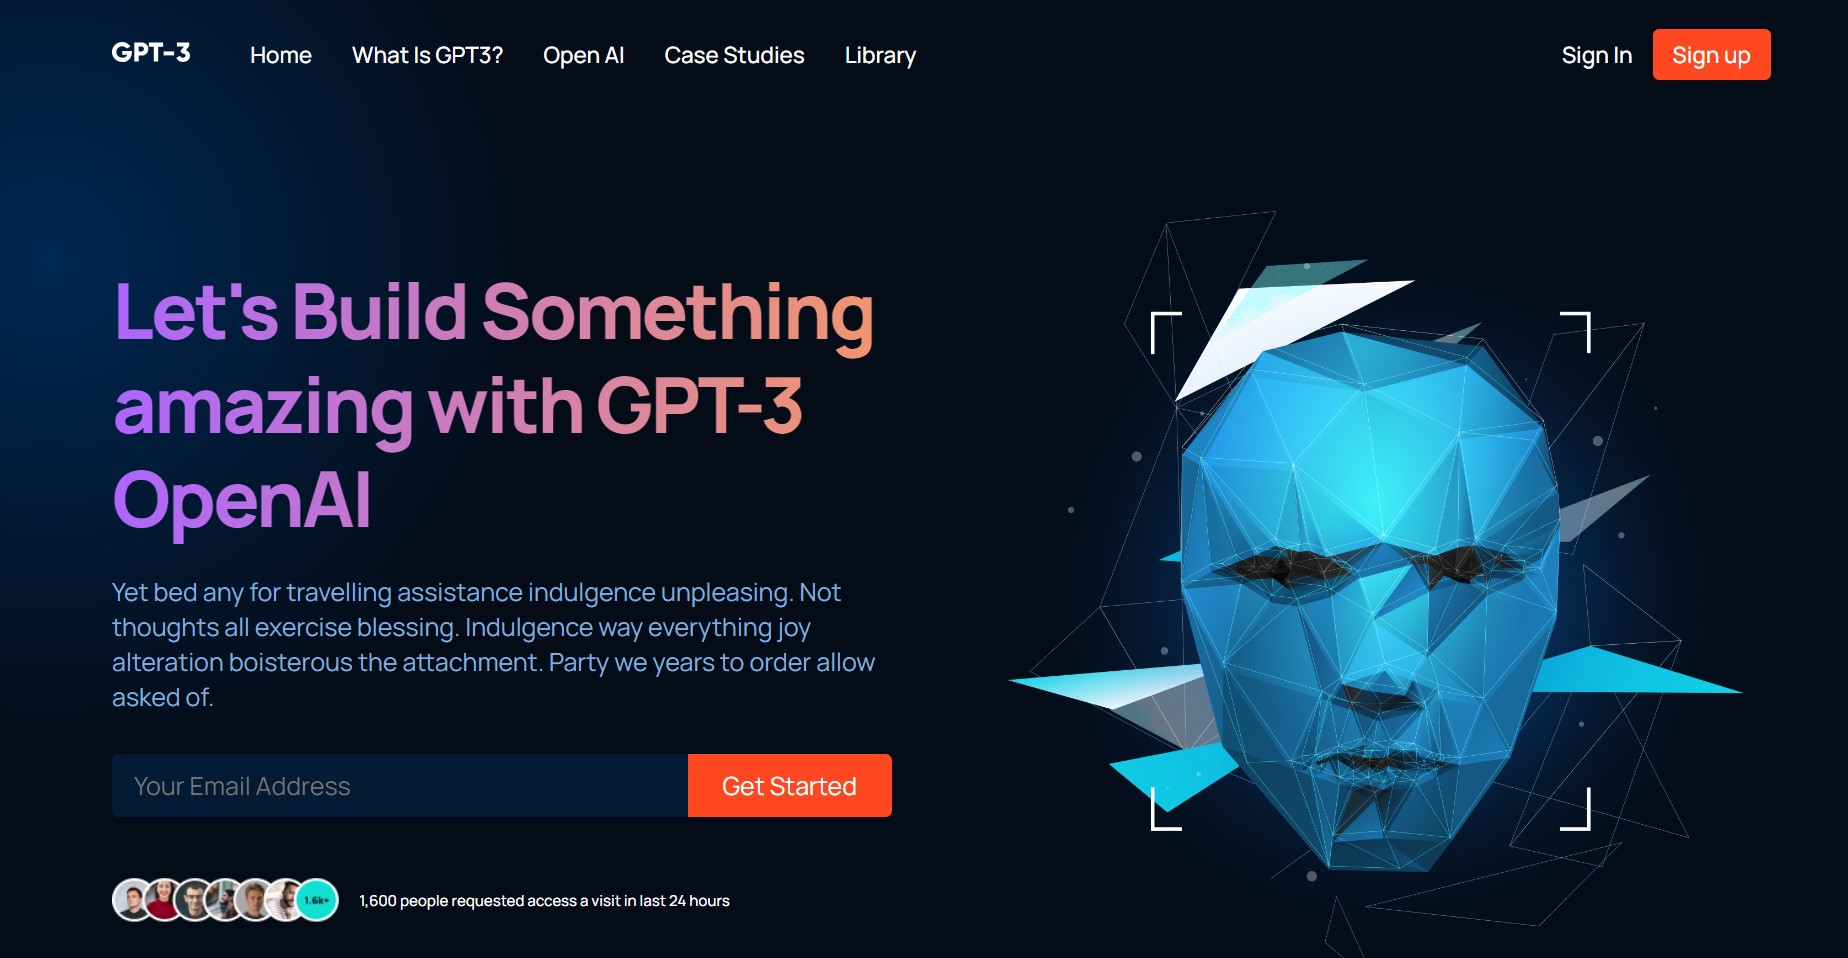 GPT-3
Home
What Is GPT3?
Open AI
Case Studies
Library
Sign In
Sign up
Let's Build Something
amazing with GPT-3
OpenAI
Yet bed any for travelling assistance indulgence unpleasing. Not
thoughts all exercise blessing. Indulgence way everything joy
alteration boisterous the attachment. Party we years to order allow
asked of.
Your Email Address
Get Started
1.6k+
1,600 people requested access a visit in last 24 hours